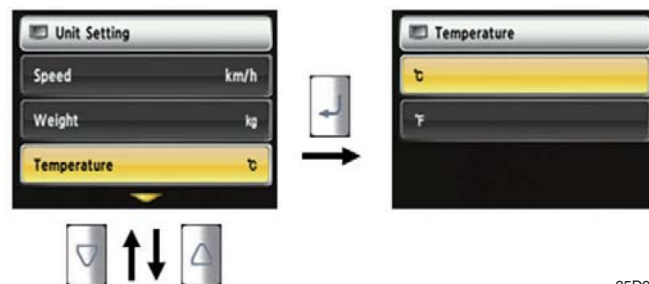 Unit Setting
Speed km/h
Weight kg
Temperature ℃
Temperature
℃
℉